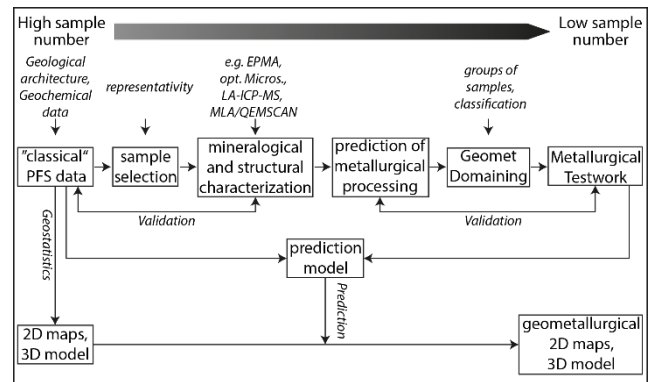 High sample
number
Low sample
number
Geological
architecture,
Geochemical
data
representativity
e.g. EPMA,
opt. Micros.,
LA-ICP-MS,
MLA/QEMSCAN
groups of
samples,
classification
"classical"
PFS data
sample
selection
mineralogical
and structural
characterization
prediction of
metallurgical
processing
Geomet
Domaining
Metallurgical
Testwork
Validation
Validation
Geostatistics
prediction
model
Prediction
2D maps,
3D model
geometallurgical
2D maps,
3D model